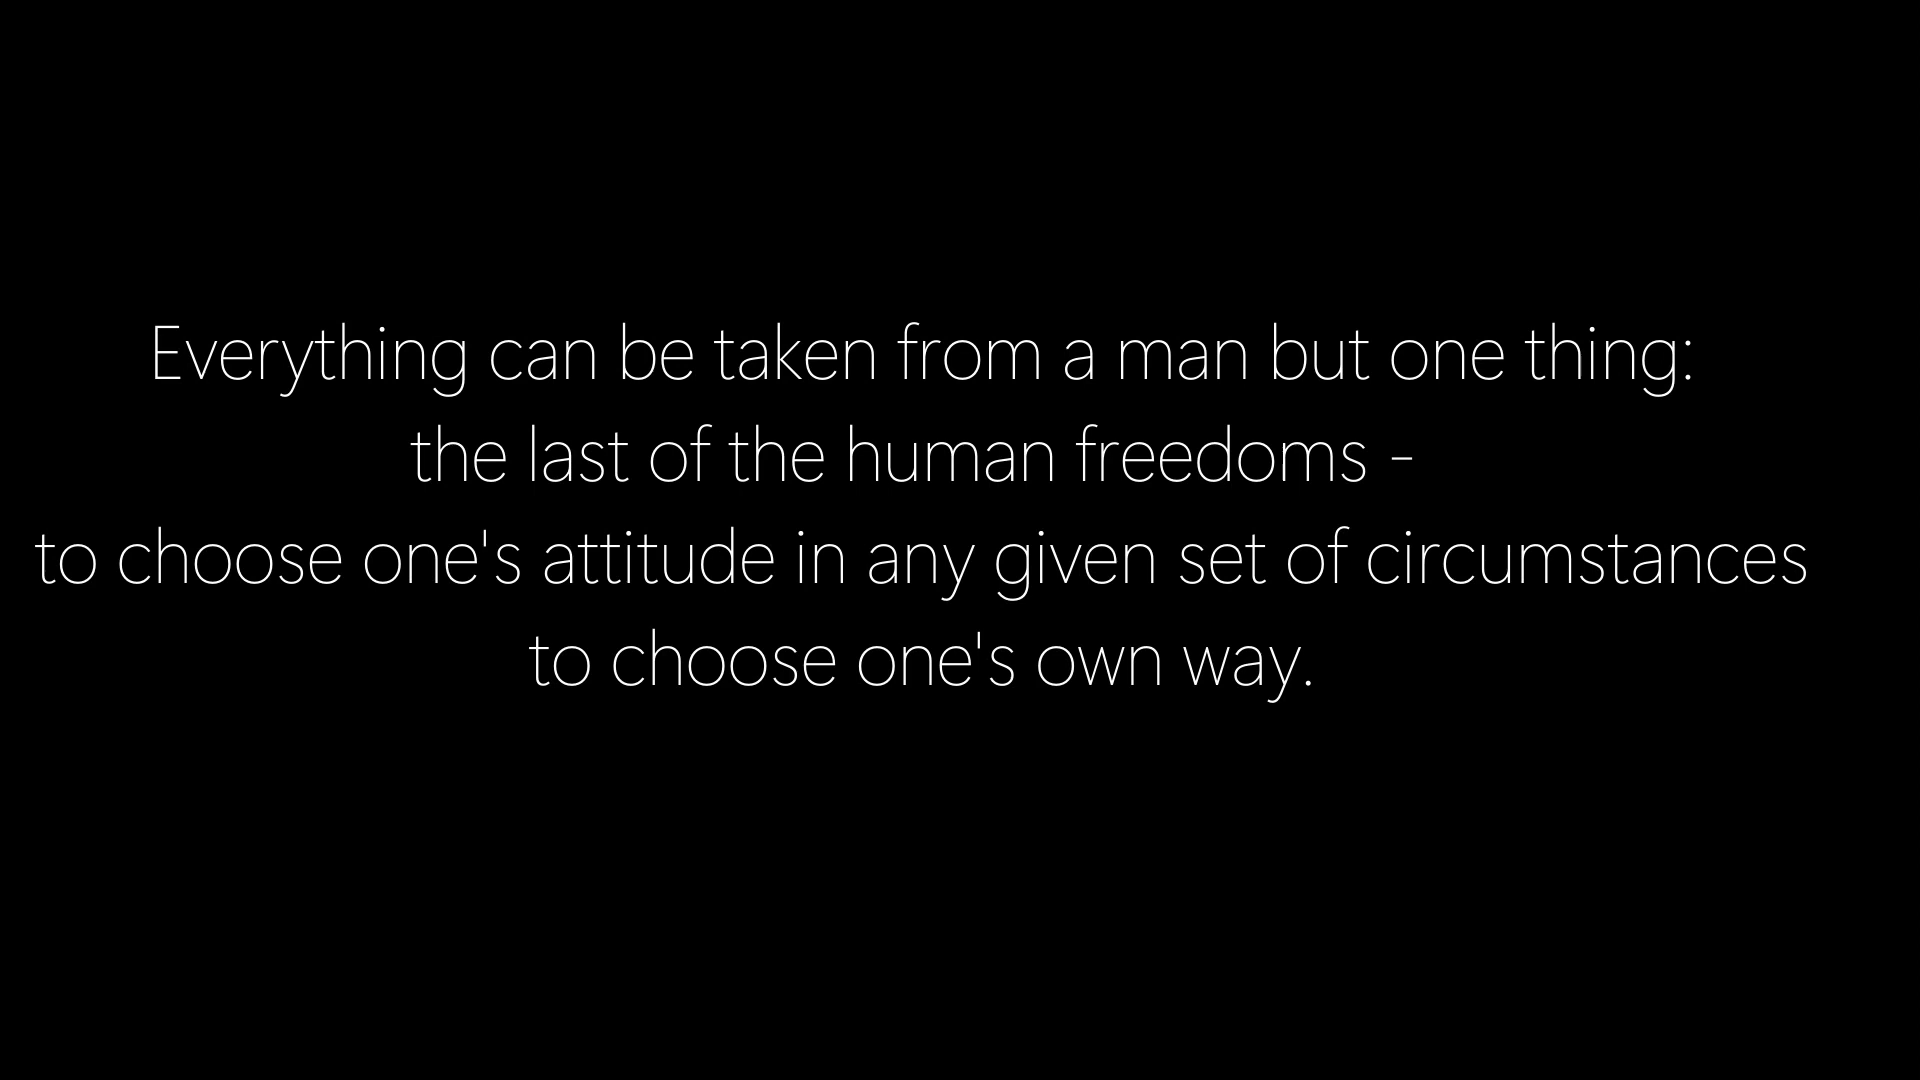 Everything can be taken from a man but one thing:
the last of the human freedoms -
to choose one's attitude in any given set of circumstances
to choose one's own way.